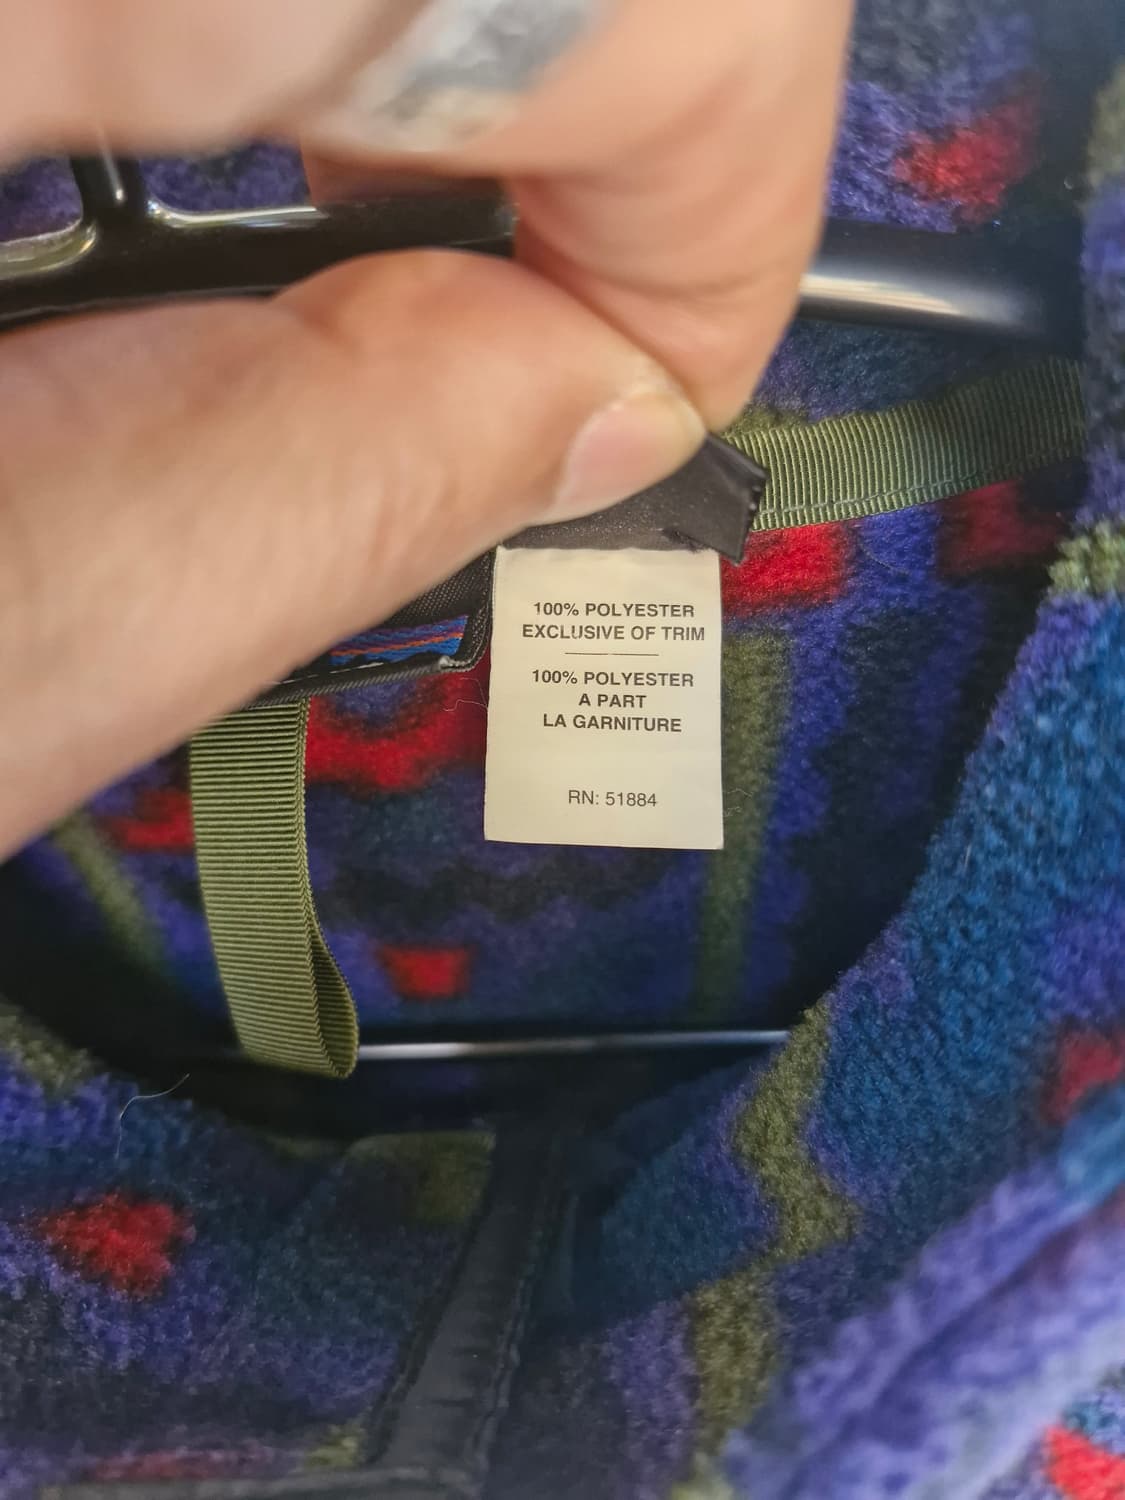 100% POLYESTER
EXCLUSIVE OF TRIM
100% POLYESTER
A PART
LA GARNITURE
RN: 51884